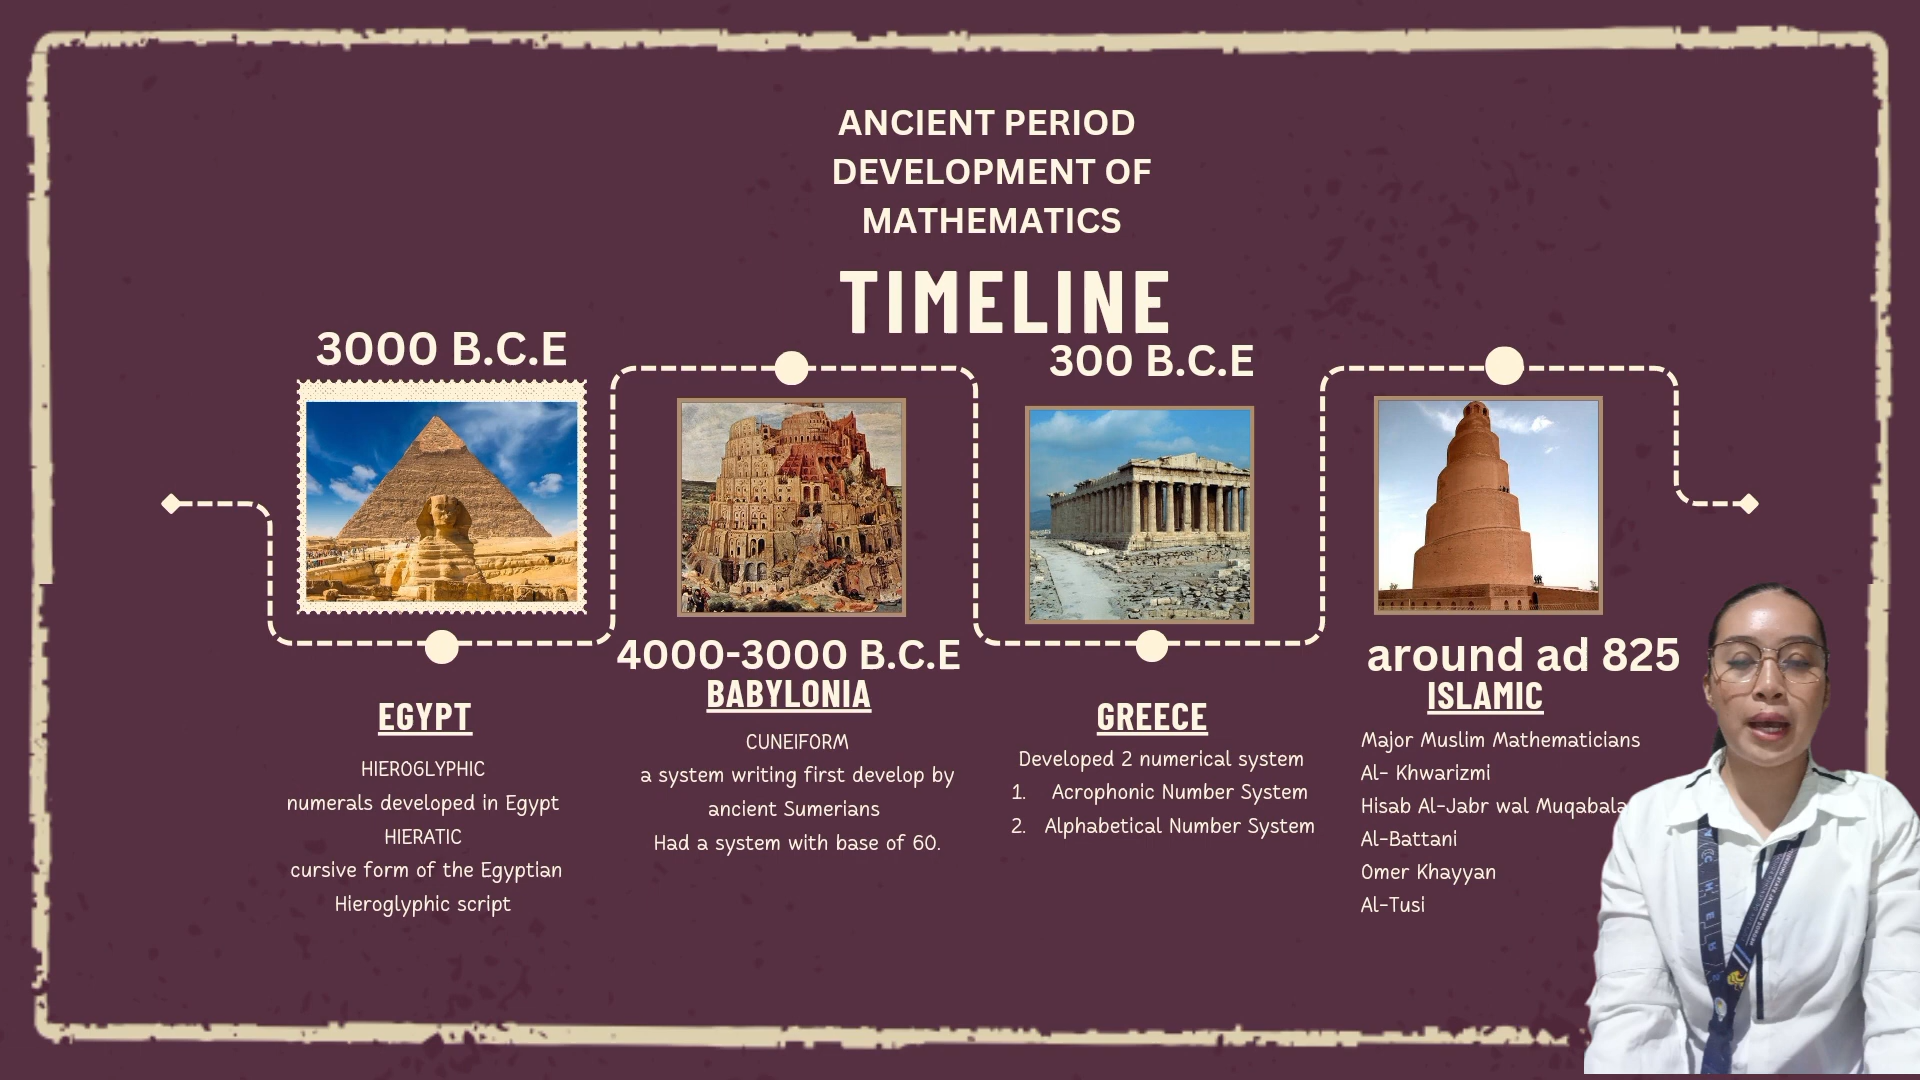 ANCIENT PERIOD
DEVELOPMENT OF
MATHEMATICS
TIMELINE
3000 B.C.E
EGYPT
HIEROGLYPHIC
numerals developed in Egypt
HIERATIC
cursive form of the Egyptian
Hieroglyphic script
4000-3000 B.C.E
BABYLONIA
CUNEIFORM
a system writing first develop by
ancient Sumerians
Had a system with base of 60.
300 B.C.E
GREECE
Developed 2 numerical system
1. Acrophonic Number System
2. Alphabetical Number System
around ad 825
ISLAMIC
Major Muslim Mathematicians
Al- Khwarizmi
Hisab Al-Jabr wal Muqabala
Al-Battani
Omer Khayyan
Al-Tusi